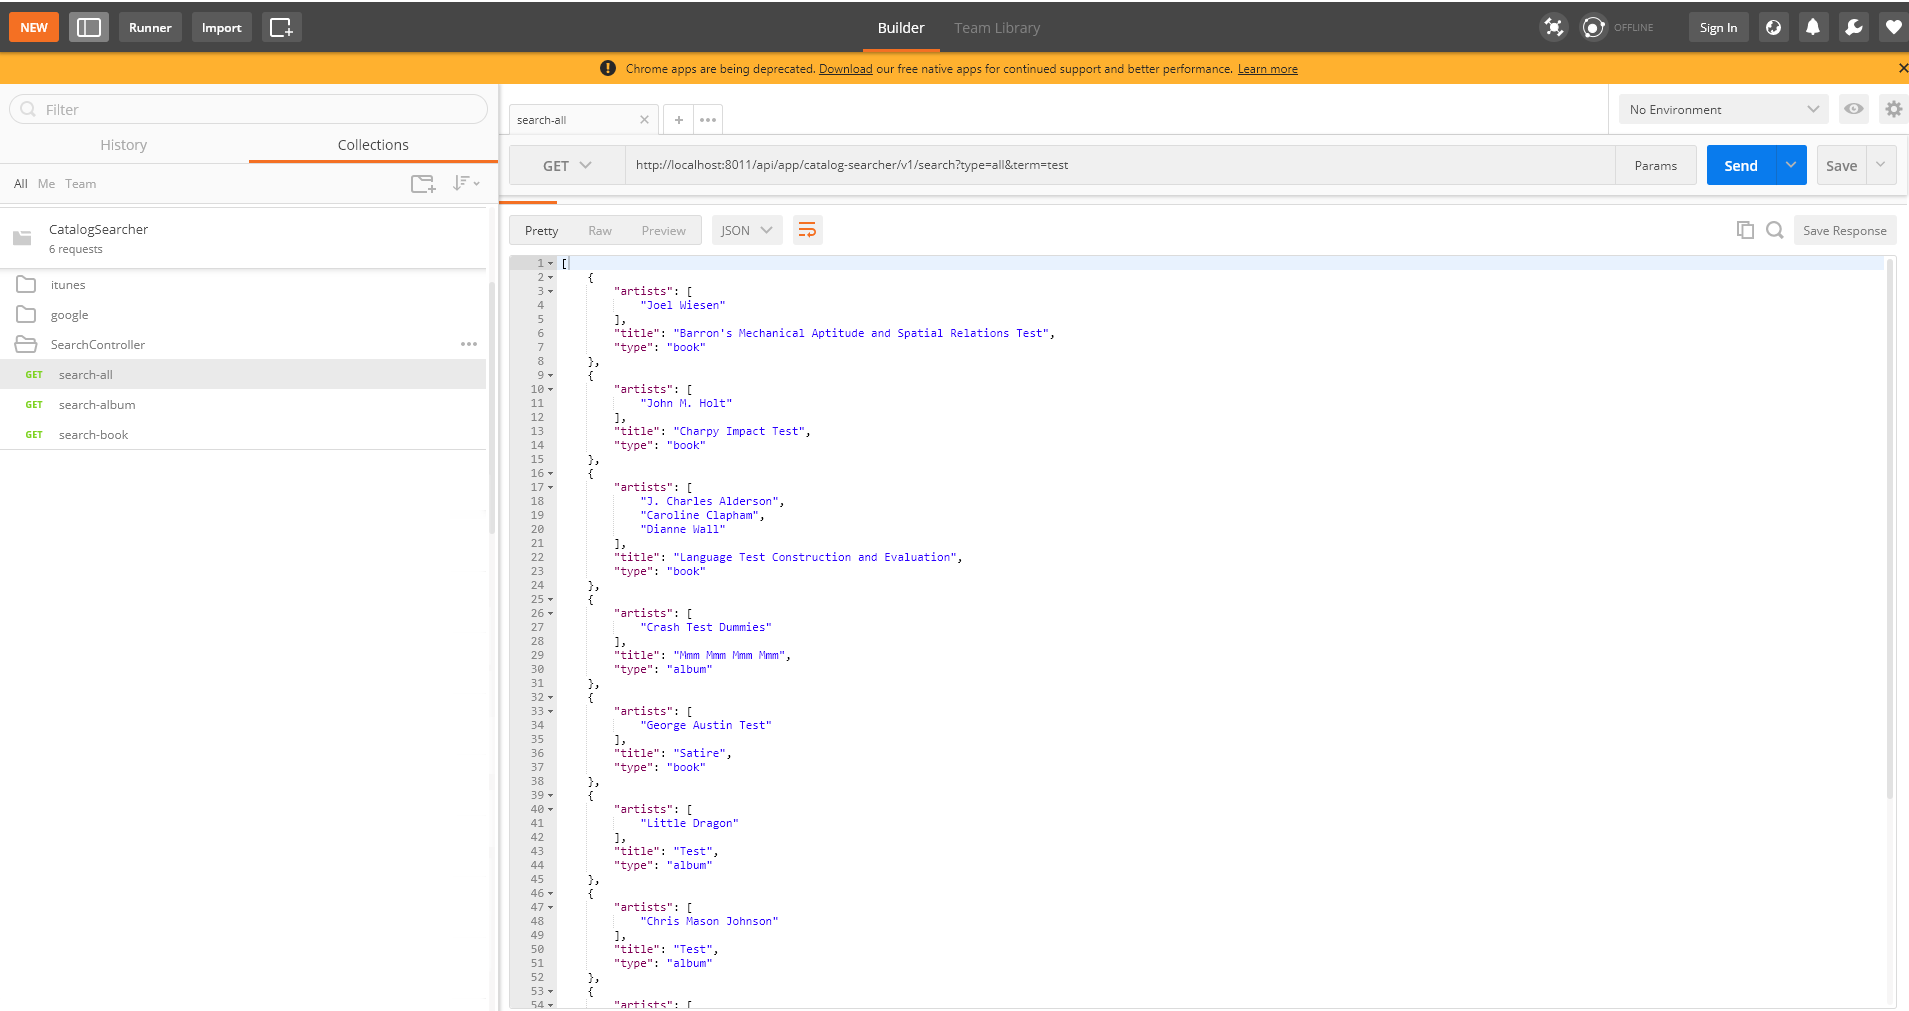 NEW Runner Import Builder Team Library OFFLINE Sign In
Chrome apps are being deprecated. Download our free native apps for continued support and better performance. Learn more
Filter
History Collections
All Me Team
CatalogSearcher
6 requests
itunes
google
SearchController
GET search-all
GET search-album
GET search-book
search-all
No Environment
GET http://localhost:8011/api/app/catalog-searcher/v1/search?type=all&term=test Params Send Save
Pretty Raw Preview JSON Save Response
1 [
2 {
3 "artists": [
4 "Joel Wiesen"
5 ],
6 "title": "Barron's Mechanical Aptitude and Spatial Relations Test",
7 "type": "book"
8 },
9 {
10 "artists": [
11 "John M. Holt"
12 ],
13 "title": "Charpy Impact Test",
14 "type": "book"
15 },
16 {
17 "artists": [
18 "J. Charles Alderson",
19 "Caroline Clapham",
20 "Dianne Wall"
21 ],
22 "title": "Language Test Construction and Evaluation",
23 "type": "book"
24 },
25 {
26 "artists": [
27 "Crash Test Dummies"
28 ],
29 "title": "Mmm Mmm Mmm Mmm",
30 "type": "album"
31 },
32 {
33 "artists": [
34 "George Austin Test"
35 ],
36 "title": "Satire",
37 "type": "book"
38 },
39 {
40 "artists": [
41 "Little Dragon"
42 ],
43 "title": "Test",
44 "type": "album"
45 },
46 {
47 "artists": [
48 "Chris Mason Johnson"
49 ],
50 "title": "Test",
51 "type": "album"
52 },
53 {
54 "artists": [